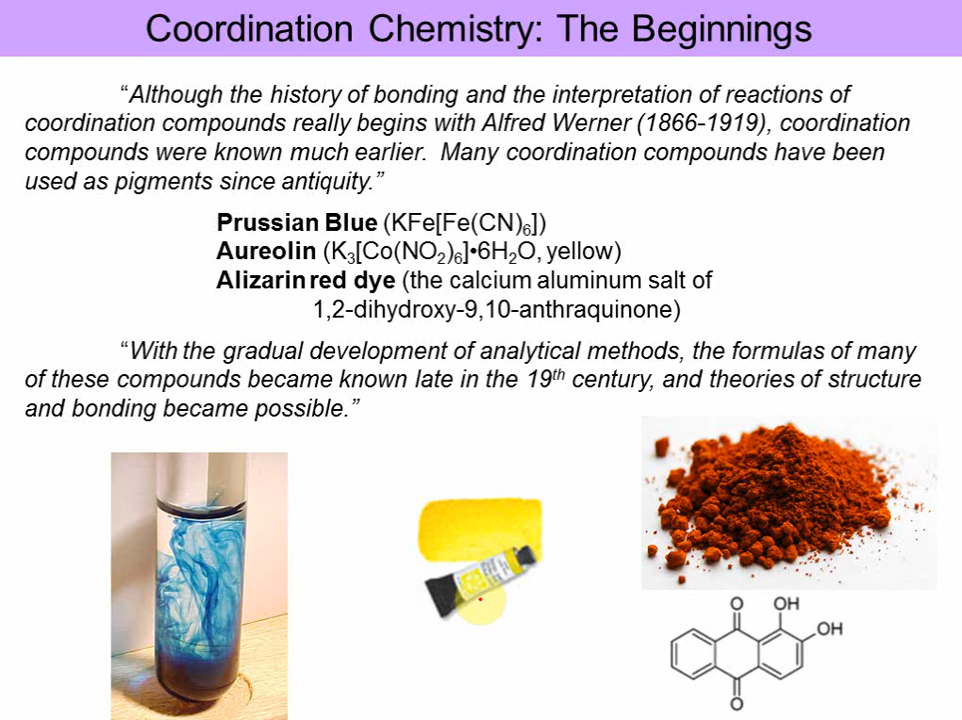 Coordination Chemistry: The Beginnings
“Although the history of bonding and the interpretation of reactions of
coordination compounds really begins with Alfred Werner (1866-1919), coordination
compounds were known much earlier. Many coordination compounds have been
used as pigments since antiquity.”
Prussian Blue (KFe[Fe(CN)₆])
Aureolin (K₃[Co(NO₂)₆]•6H₂O, yellow)
Alizarin red dye (the calcium aluminum salt of
1,2-dihydroxy-9,10-anthraquinone)
“With the gradual development of analytical methods, the formulas of many
of these compounds became known late in the 19th century, and theories of structure
and bonding became possible.”
O OH
OH
O